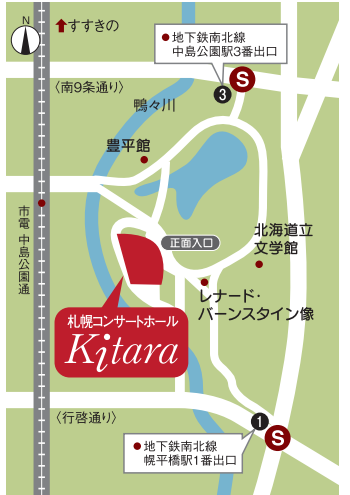 N
すすきの
●地下鉄南北線
中島公園駅3番出口
S
3
〈南9条通り〉
鴨々川
豊平館
市電 中島公園通
正面入口
北海道立
文学館
レナード・
バーンスタイン像
札幌コンサートホール
Kitara
〈行啓通り〉
1
S
●地下鉄南北線
幌平橋駅1番出口